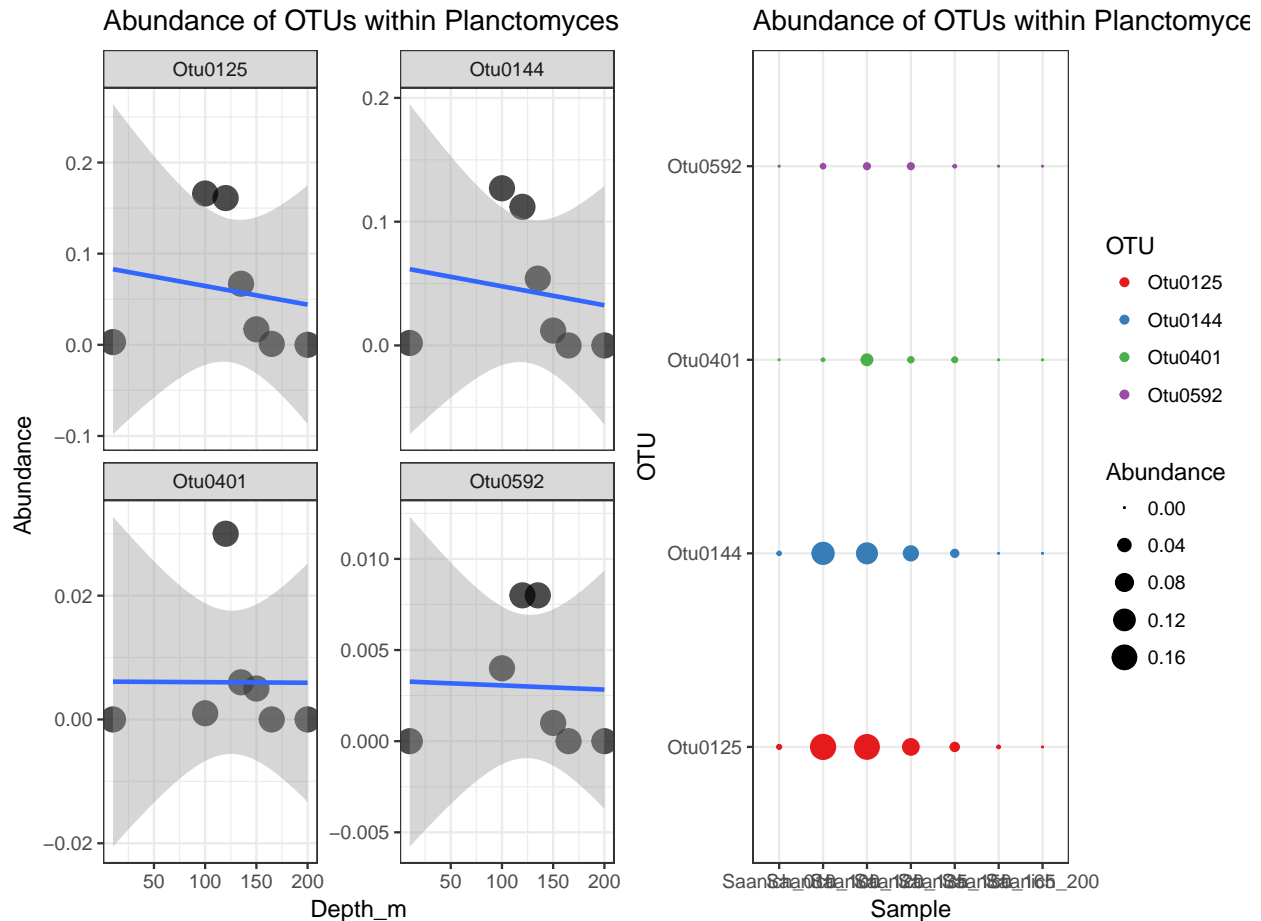 Abundance of OTUs within Planctomyces
Otu0125
Otu0144
0.2
0.1
0.0
−0.1
0.2
0.1
0.0
Abundance
Otu0401
Otu0592
0.02
0.00
−0.02
0.010
0.005
0.000
−0.005
50 100 150 200
50 100 150 200
Depth_m
Abundance of OTUs within Planctomyce
OTU
Otu0592
Otu0401
Otu0144
Otu0125
Sample
OTU
Otu0125
Otu0144
Otu0401
Otu0592
Abundance
0.00
0.04
0.08
0.12
0.16